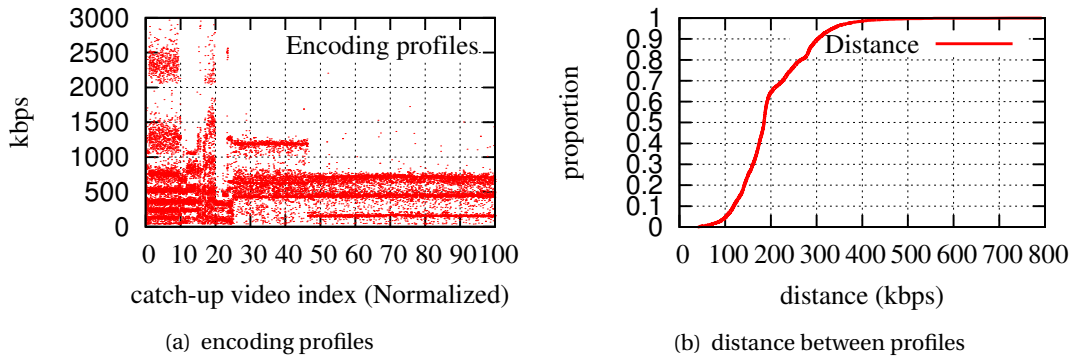 3000
2500
2000
1500
1000
500
0
kbps
Encoding profiles
0 10 20 30 40 50 60 70 80 90 100
catch-up video index (Normalized)
(a) encoding profiles
1
0.9
0.8
0.7
0.6
0.5
0.4
0.3
0.2
0.1
0
proportion
Distance
0 100 200 300 400 500 600 700 800
distance (kbps)
(b) distance between profiles